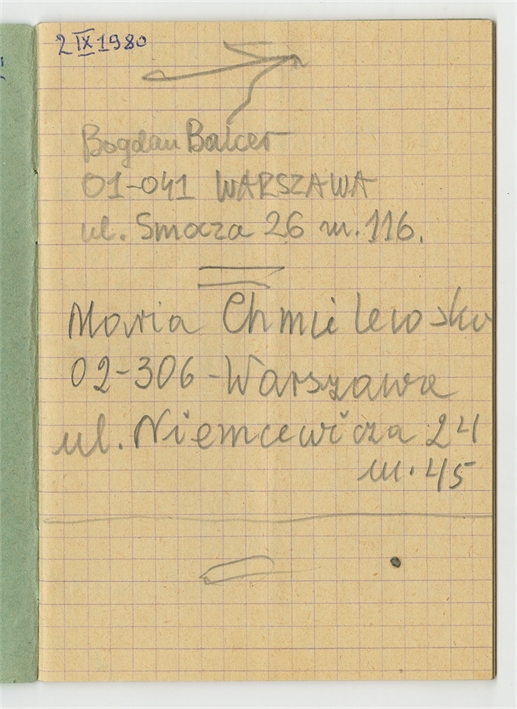 2 IX 1980
Bogdan Balcer
01-041 WARSZAWA
ul. Smocza 26 m. 116.
Maria Chmielewska
02-306-Warszawa
ul. Niemcewicza 24
m. 45